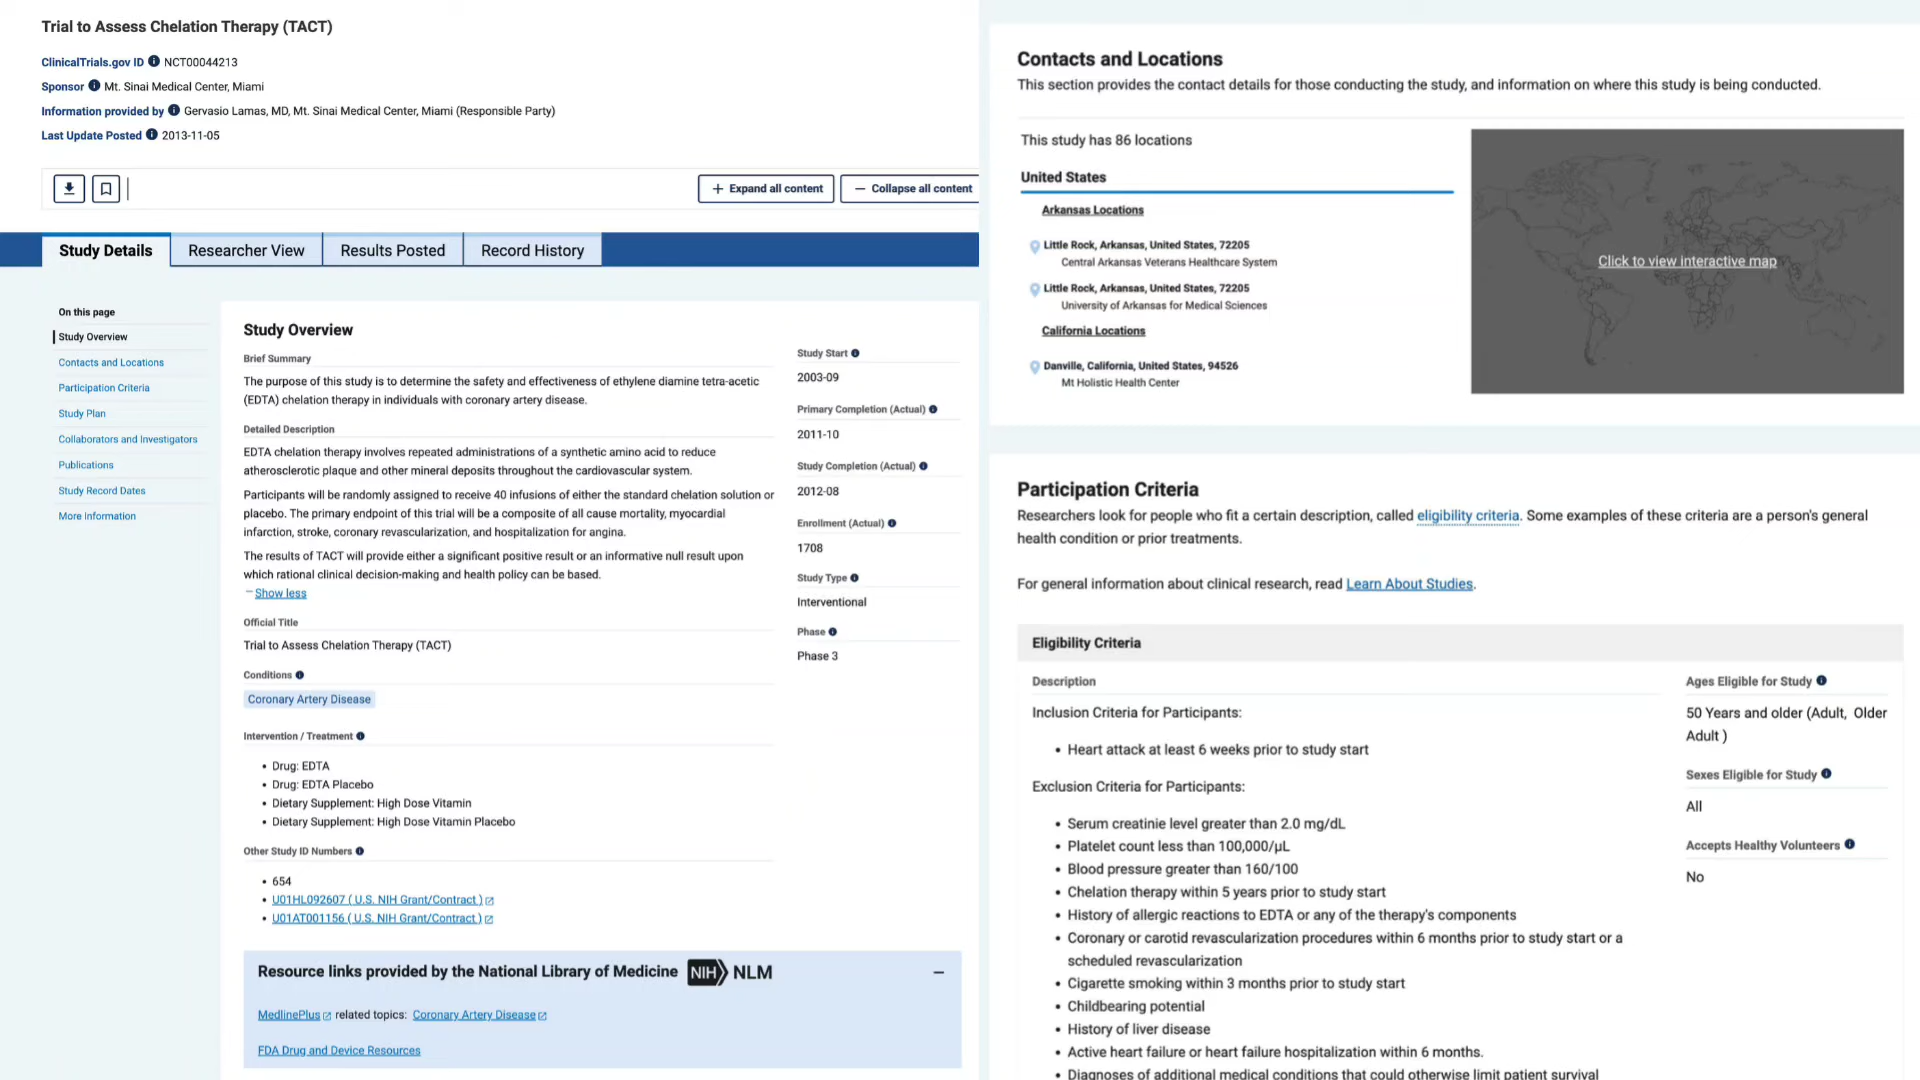 Trial to Assess Chelation Therapy (TACT)
ClinicalTrials.gov ID NCT00044213
Sponsor Mt. Sinai Medical Center, Miami
Information provided by Gervasio Lamas, MD, Mt. Sinai Medical Center, Miami (Responsible Party)
Last Update Posted 2013-11-05
+ Expand all content
— Collapse all content
Study Details
Researcher View
Results Posted
Record History
On this page
Study Overview
Contacts and Locations
Participation Criteria
Study Plan
Collaborators and Investigators
Publications
Study Record Dates
More Information
Study Overview
Brief Summary
The purpose of this study is to determine the safety and effectiveness of ethylene diamine tetra-acetic
(EDTA) chelation therapy in individuals with coronary artery disease.
Detailed Description
EDTA chelation therapy involves repeated administrations of a synthetic amino acid to reduce
atherosclerotic plaque and other mineral deposits throughout the cardiovascular system.
Participants will be randomly assigned to receive 40 infusions of either the standard chelation solution or
placebo. The primary endpoint of this trial will be a composite of all cause mortality, myocardial
infarction, stroke, coronary revascularization, and hospitalization for angina.
The results of TACT will provide either a significant positive result or an informative null result upon
which rational clinical decision-making and health policy can be based.
— Show less
Official Title
Trial to Assess Chelation Therapy (TACT)
Conditions
Coronary Artery Disease
Intervention / Treatment
• Drug: EDTA
• Drug: EDTA Placebo
• Dietary Supplement: High Dose Vitamin
• Dietary Supplement: High Dose Vitamin Placebo
Other Study ID Numbers
• 654
• U01HL092607 ( U.S. NIH Grant/Contract )
• U01AT001156 ( U.S. NIH Grant/Contract )
Study Start
2003-09
Primary Completion (Actual)
2011-10
Study Completion (Actual)
2012-08
Enrollment (Actual)
1708
Study Type
Interventional
Phase
Phase 3
Resource links provided by the National Library of Medicine NIH NLM
MedlinePlus related topics: Coronary Artery Disease
FDA Drug and Device Resources
Contacts and Locations
This section provides the contact details for those conducting the study, and information on where this study is being conducted.
This study has 86 locations
United States
Arkansas Locations
Little Rock, Arkansas, United States, 72205
Central Arkansas Veterans Healthcare System
Little Rock, Arkansas, United States, 72205
University of Arkansas for Medical Sciences
California Locations
Danville, California, United States, 94526
Mt Holistic Health Center
Click to view interactive map
Participation Criteria
Researchers look for people who fit a certain description, called eligibility criteria. Some examples of these criteria are a person's general
health condition or prior treatments.
For general information about clinical research, read Learn About Studies.
Eligibility Criteria
Description
Inclusion Criteria for Participants:
• Heart attack at least 6 weeks prior to study start
Exclusion Criteria for Participants:
• Serum creatinie level greater than 2.0 mg/dL
• Platelet count less than 100,000/µL
• Blood pressure greater than 160/100
• Chelation therapy within 5 years prior to study start
• History of allergic reactions to EDTA or any of the therapy's components
• Coronary or carotid revascularization procedures within 6 months prior to study start or a
scheduled revascularization
• Cigarette smoking within 3 months prior to study start
• Childbearing potential
• History of liver disease
• Active heart failure or heart failure hospitalization within 6 months.
• Diagnoses of additional medical conditions that could otherwise limit patient survival
Ages Eligible for Study
50 Years and older (Adult, Older
Adult )
Sexes Eligible for Study
All
Accepts Healthy Volunteers
No